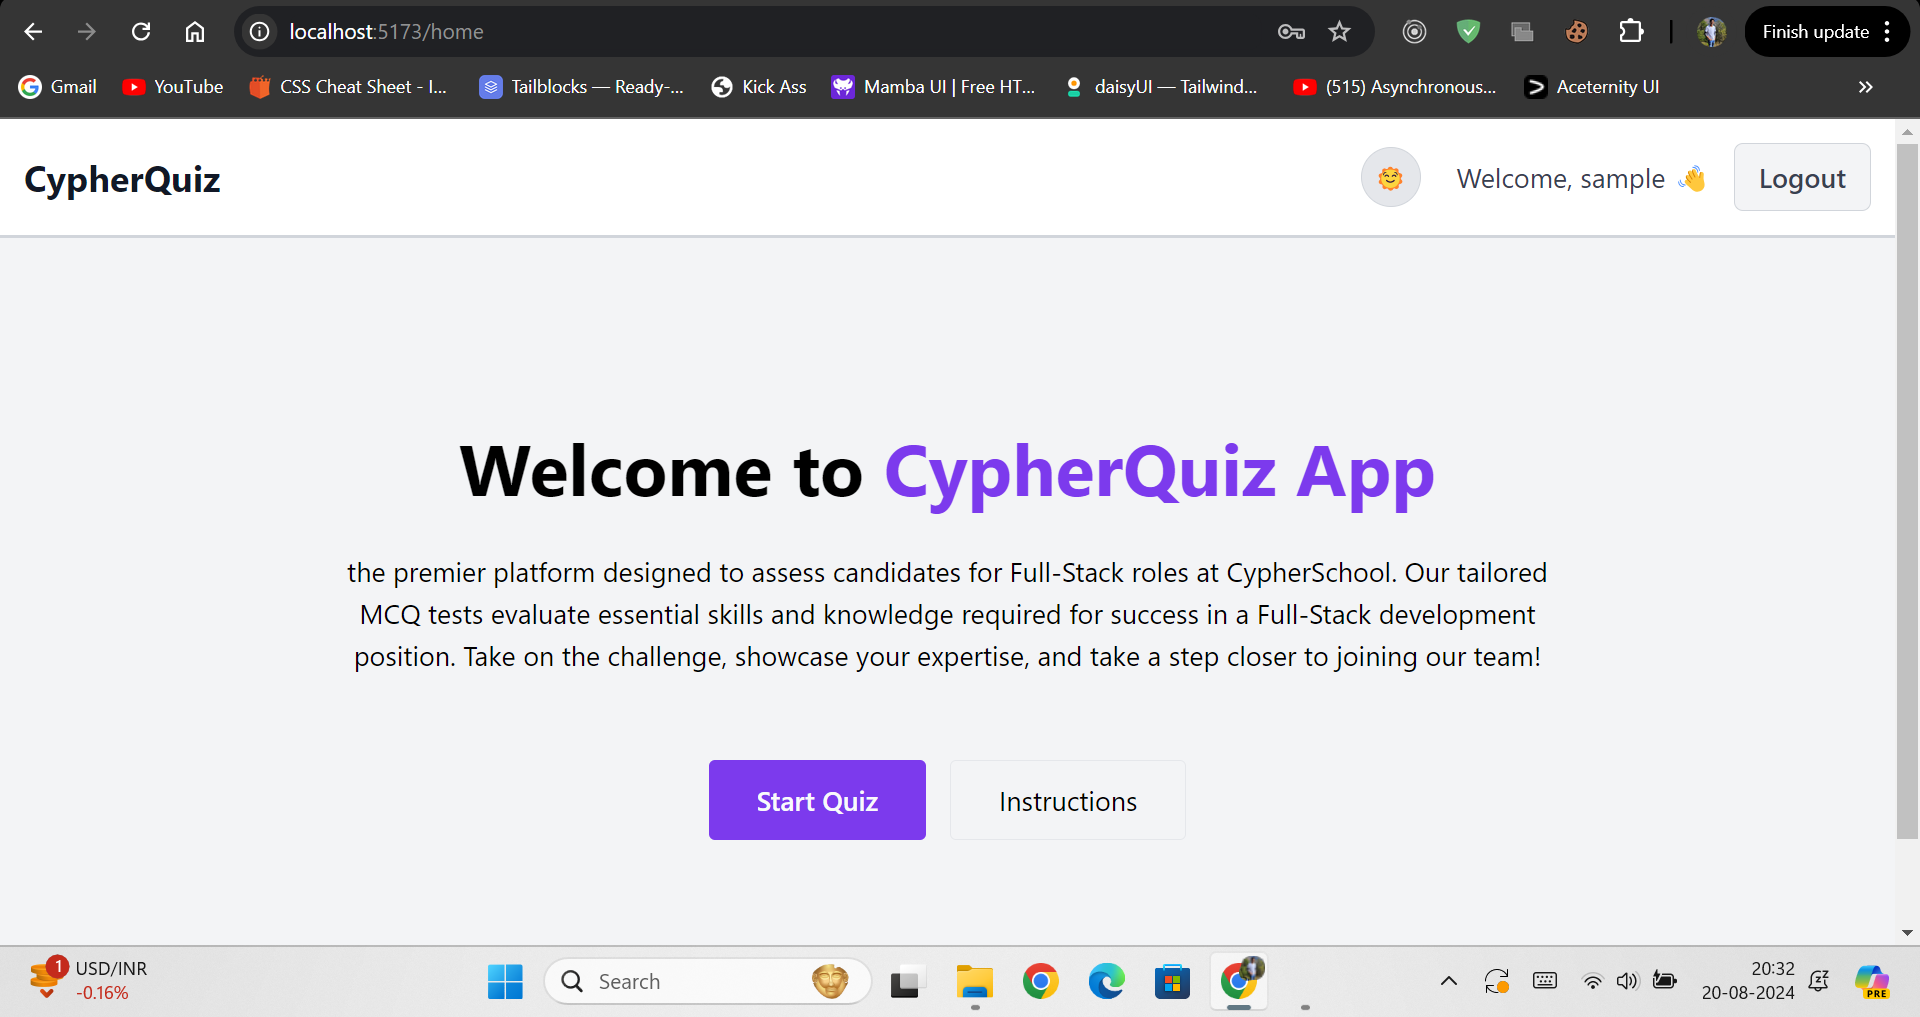 localhost:5173/home
Finish update
Gmail
YouTube
CSS Cheat Sheet - I...
Tailblocks — Ready-...
Kick Ass
Mamba UI | Free HT...
daisyUI — Tailwind...
(515) Asynchronous...
Aceternity UI
CypherQuiz
Welcome, sample 👋
Logout
Welcome to CypherQuiz App
the premier platform designed to assess candidates for Full-Stack roles at CypherSchool. Our tailored
MCQ tests evaluate essential skills and knowledge required for success in a Full-Stack development
position. Take on the challenge, showcase your expertise, and take a step closer to joining our team!
Start Quiz
Instructions
1
USD/INR
-0.16%
Search
20:32
20-08-2024
PRE